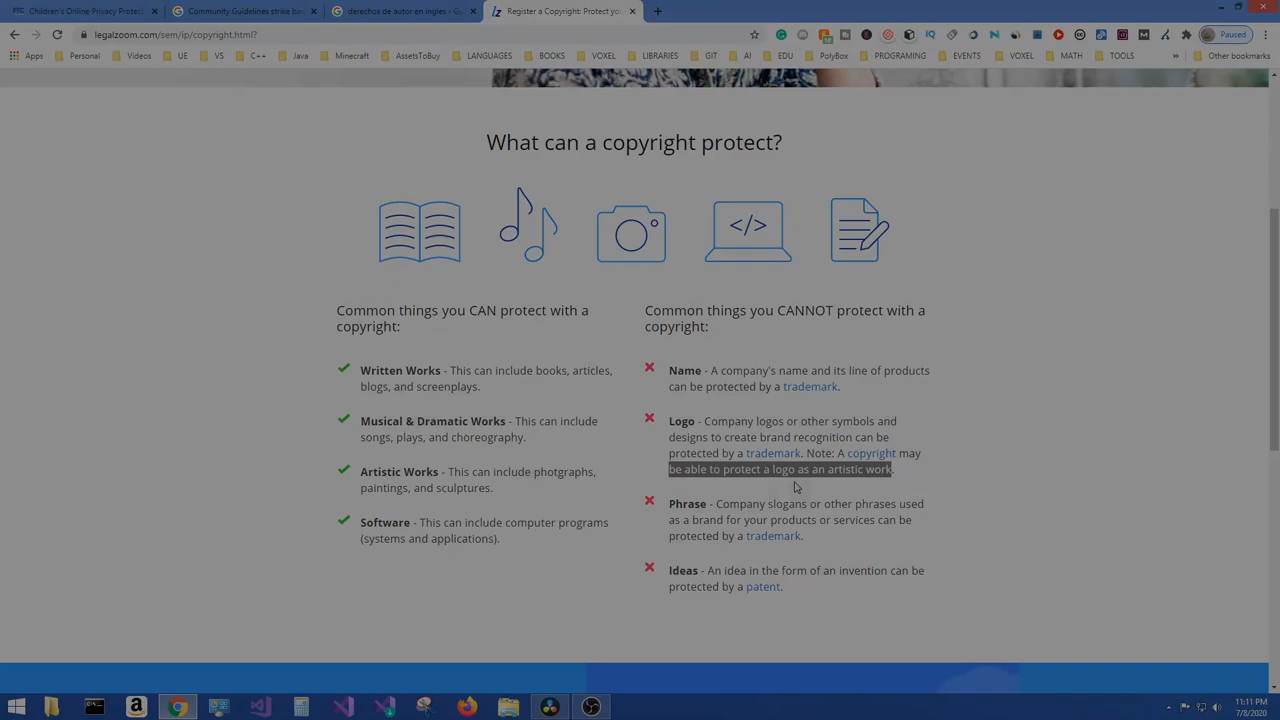 Children's Online Privacy Protect
Community Guidelines strike ba
derechos de autor en ingles - G
Register a Copyright: Protect you
legalzoom.com/sem/ip/copyright.html?
Paused
Apps
Personal
Videos
UE
VS
C++
Java
Minecraft
AssetsToBuy
LANGUAGES
BOOKS
VOXEL
LIBRARIES
GIT
AI
EDU
PolyBox
PROGRAMING
EVENTS
VOXEL
MATH
TOOLS
»
Other bookmarks
What can a copyright protect?
</>
Common things you CAN protect with a
copyright:
Written Works - This can include books, articles,
blogs, and screenplays.
Musical & Dramatic Works - This can include
songs, plays, and choreography.
Artistic Works - This can include photgraphs,
paintings, and sculptures.
Software - This can include computer programs
(systems and applications).
Common things you CANNOT protect with a
copyright:
Name - A company's name and its line of products
can be protected by a trademark.
Logo - Company logos or other symbols and
designs to create brand recognition can be
protected by a trademark. Note: A copyright may
be able to protect a logo as an artistic work.
Phrase - Company slogans or other phrases used
as a brand for your products or services can be
protected by a trademark.
Ideas - An idea in the form of an invention can be
protected by a patent.
11:11 PM
7/8/2020